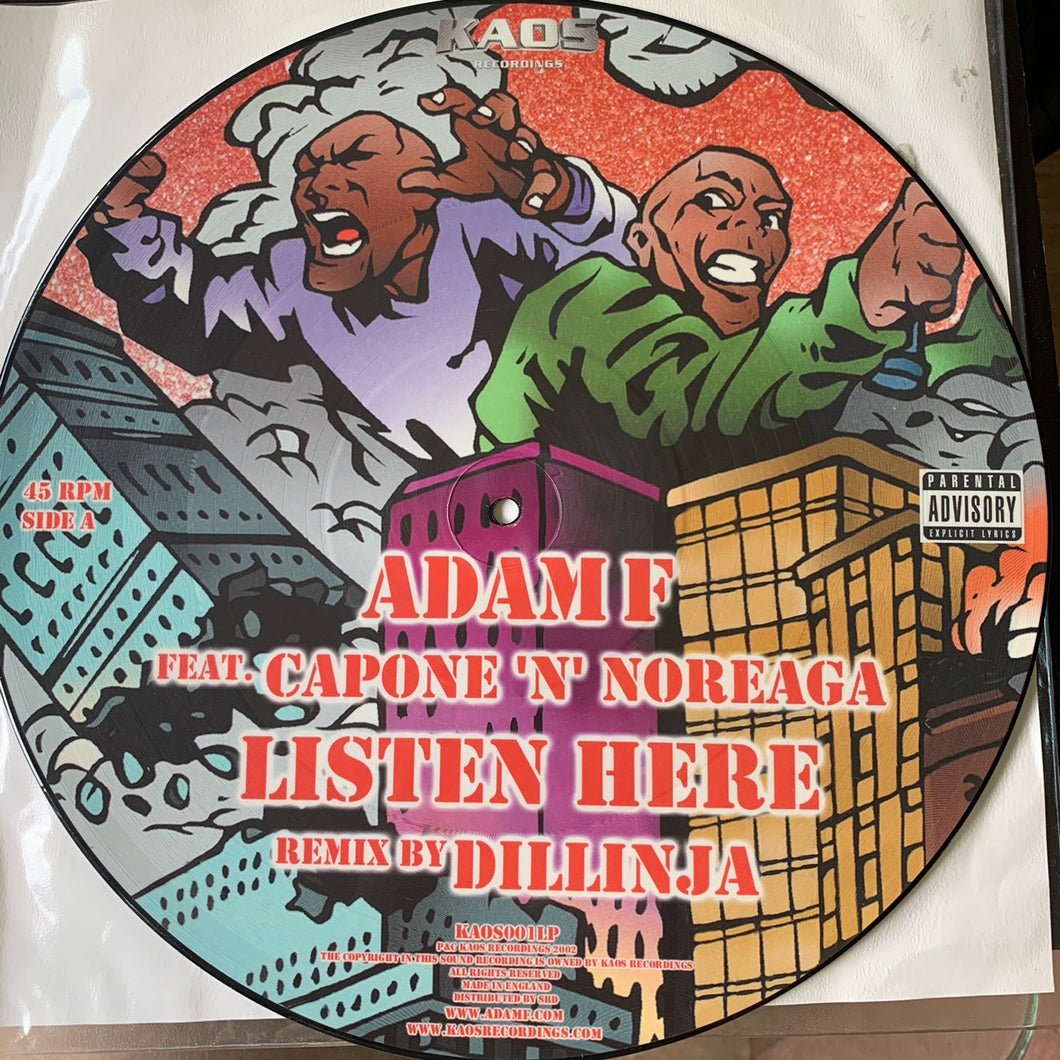 KAOS
RECORDINGS
45 RPM
SIDE A
PARENTAL
ADVISORY
EXPLICIT LYRICS
ADAM F
FEAT. CAPONE 'N' NOREAGA
LISTEN HERE
REMIX BY DILLINJA
KAOS001LP
P&C KAOS RECORDINGS 2002
THE COPYRIGHT IN THIS SOUND RECORDING IS OWNED BY KAOS RECORDINGS
ALL RIGHTS RESERVED
MADE IN ENGLAND
DISTRIBUTED BY SRD
WWW.ADAMF.COM
WWW.KAOSRECORDINGS.COM